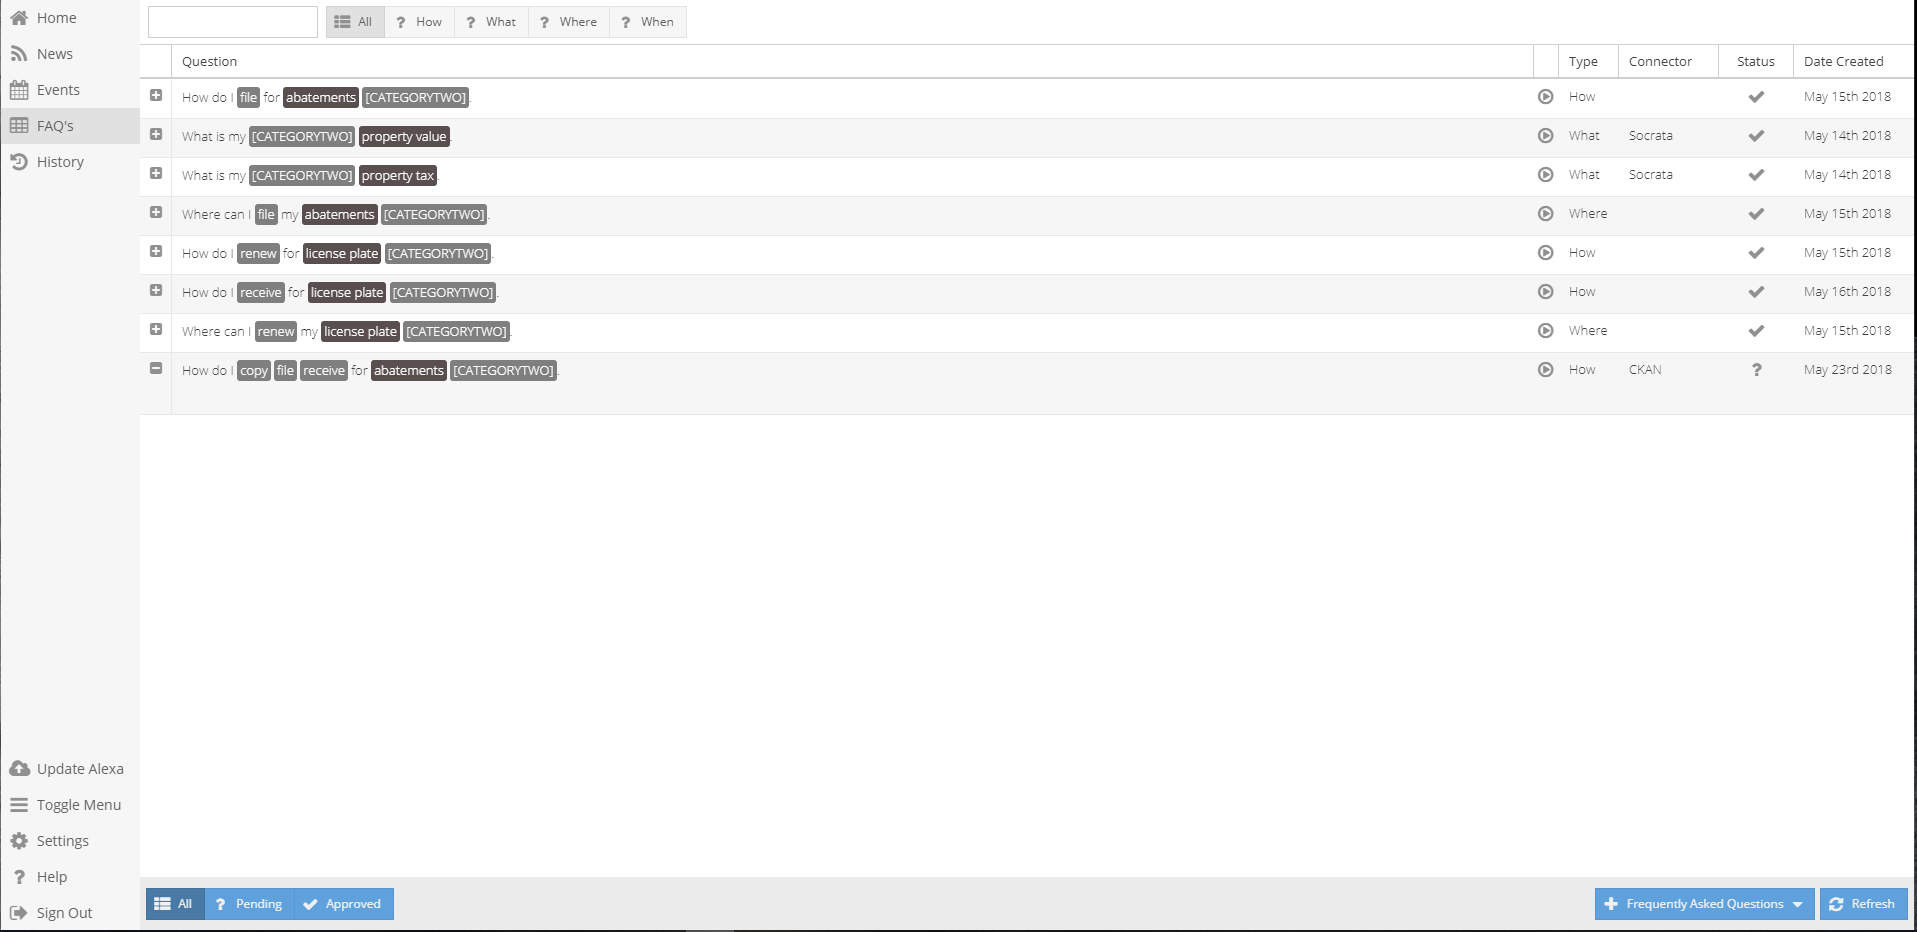 Home
News
Events
FAQ's
History
All ? How ? What ? Where ? When
Question Type Connector Status Date Created
How do I file for abatements [CATEGORYTWO]. How May 15th 2018
What is my [CATEGORYTWO] property value. What Socrata May 14th 2018
What is my [CATEGORYTWO] property tax. What Socrata May 14th 2018
Where can I file my abatements [CATEGORYTWO]. Where May 15th 2018
How do I renew for license plate [CATEGORYTWO]. How May 15th 2018
How do I receive for license plate [CATEGORYTWO]. How May 16th 2018
Where can I renew my license plate [CATEGORYTWO]. Where May 15th 2018
How do I copy file receive for abatements [CATEGORYTWO]. How CKAN ? May 23rd 2018
Update Alexa
Toggle Menu
Settings
? Help
Sign Out
All ? Pending Approved Frequently Asked Questions Refresh